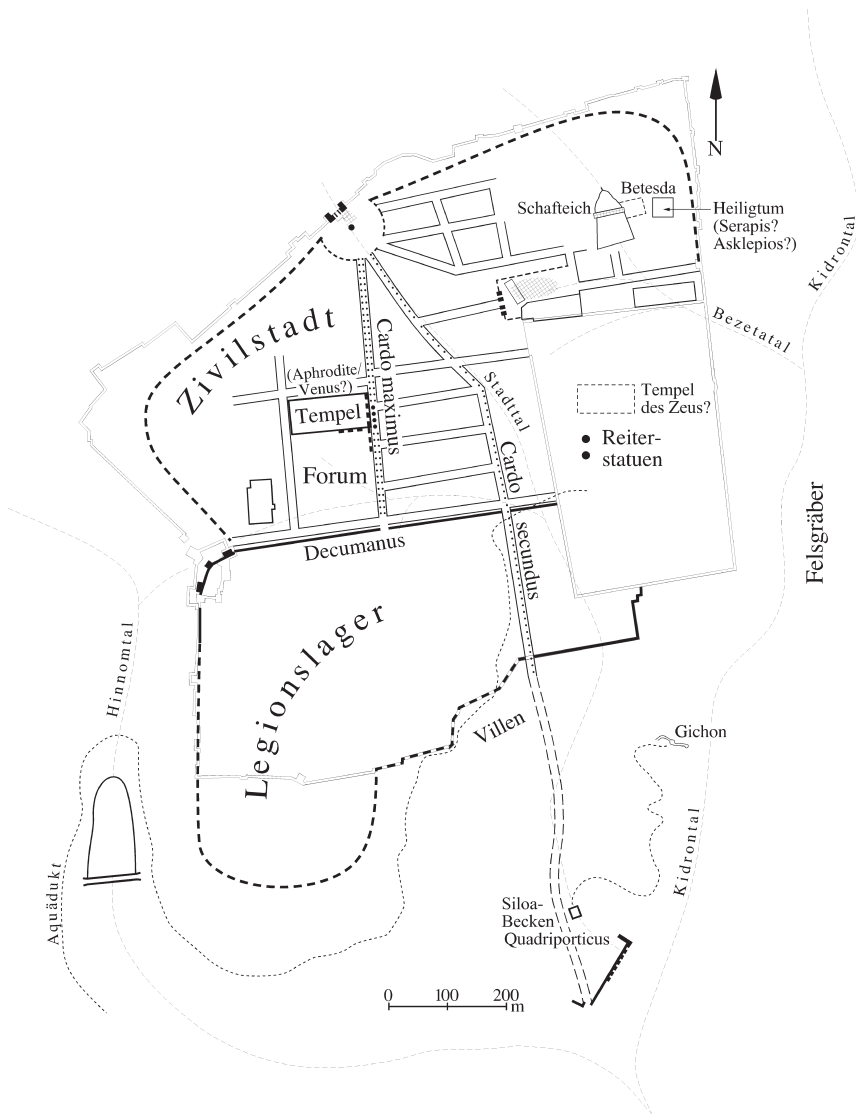 N
Betesda
Schafteich
Heiligtum
(Serapis?
Asklepios?)
Kidrontal
Bezetatal
Zivilstadt
Cardo maximus
(Aphrodite/
Venus?)
Tempel
Stadttal
Tempel
des Zeus?
Reiter-
statuen
Forum
Cardo
secundus
Felsgräber
Decumanus
Legionslager
Hinnomtal
Villen
Gichon
Kidrontal
Aquädukt
Siloa-
Becken
Quadriporticus
0 100 200
m